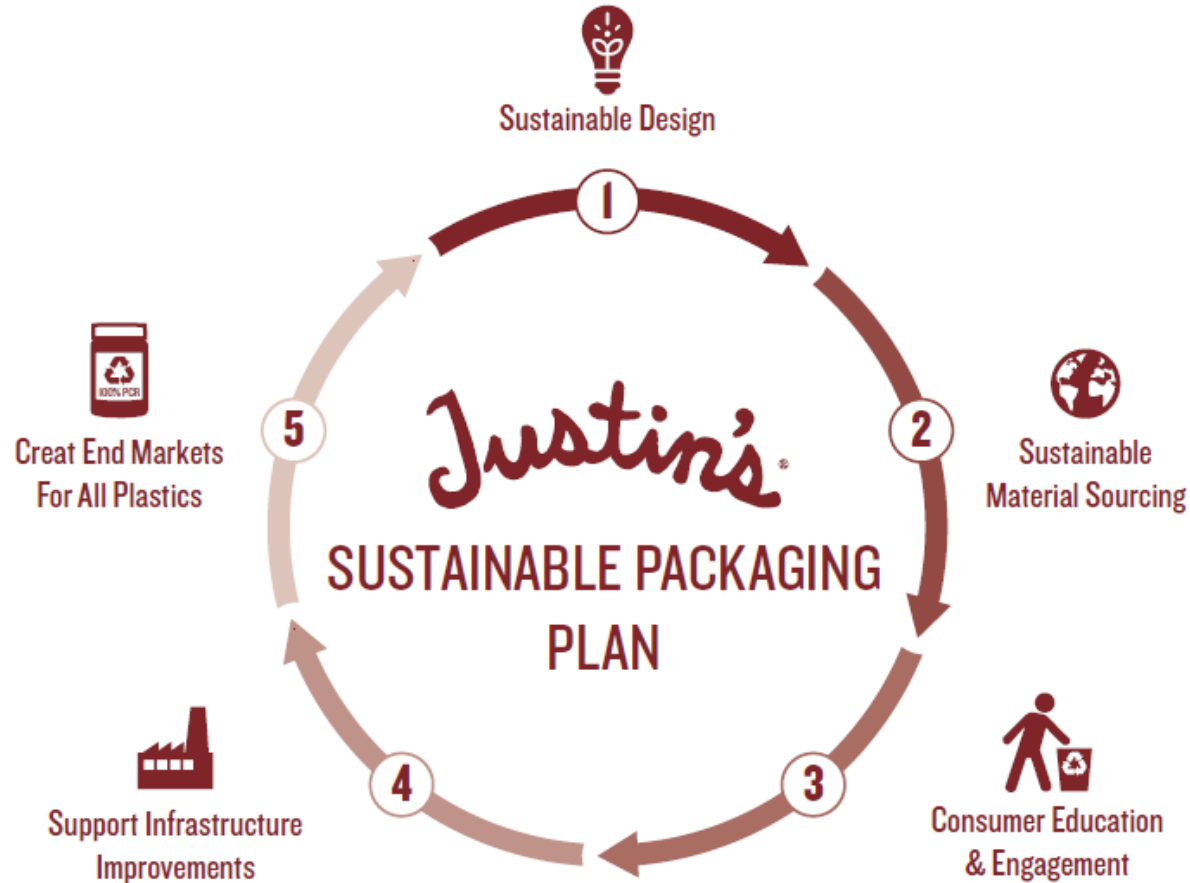 Sustainable Design
1
2
Sustainable
Material Sourcing
3
Consumer Education
& Engagement
4
Support Infrastructure
Improvements
5
100% PCR
Creat End Markets
For All Plastics
Justin's®
SUSTAINABLE PACKAGING
PLAN